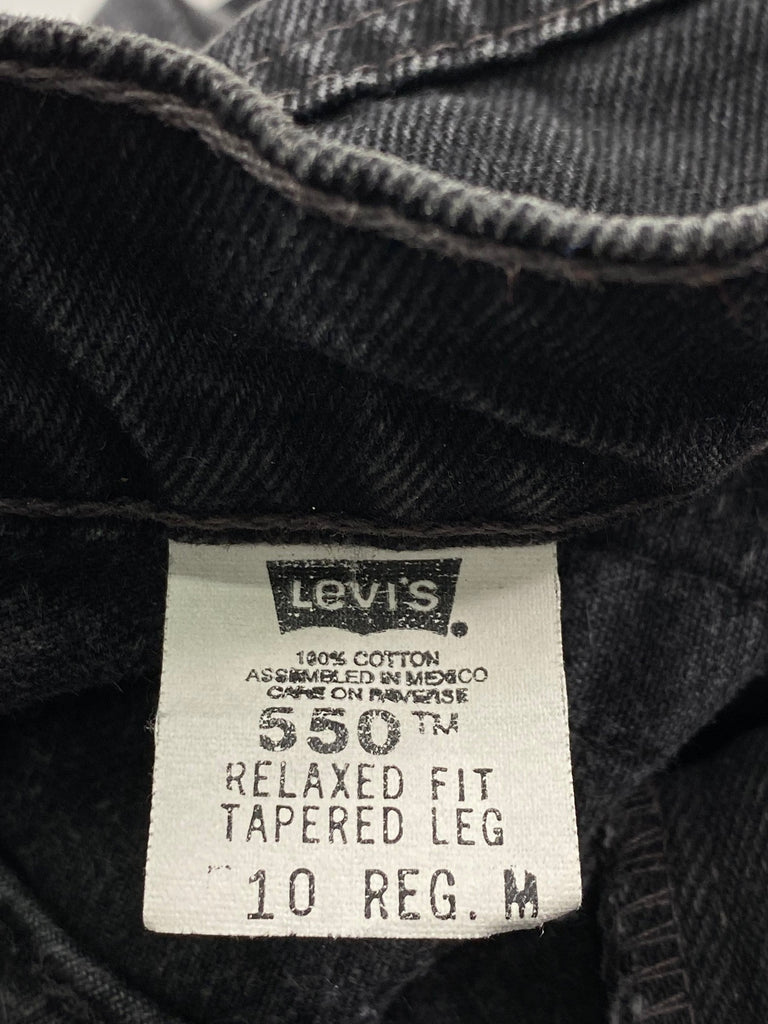 Levi's
100% COTTON
ASSEMBLED IN MEXICO
CARE ON REVERSE
550™
RELAXED FIT
TAPERED LEG
10 REG. M